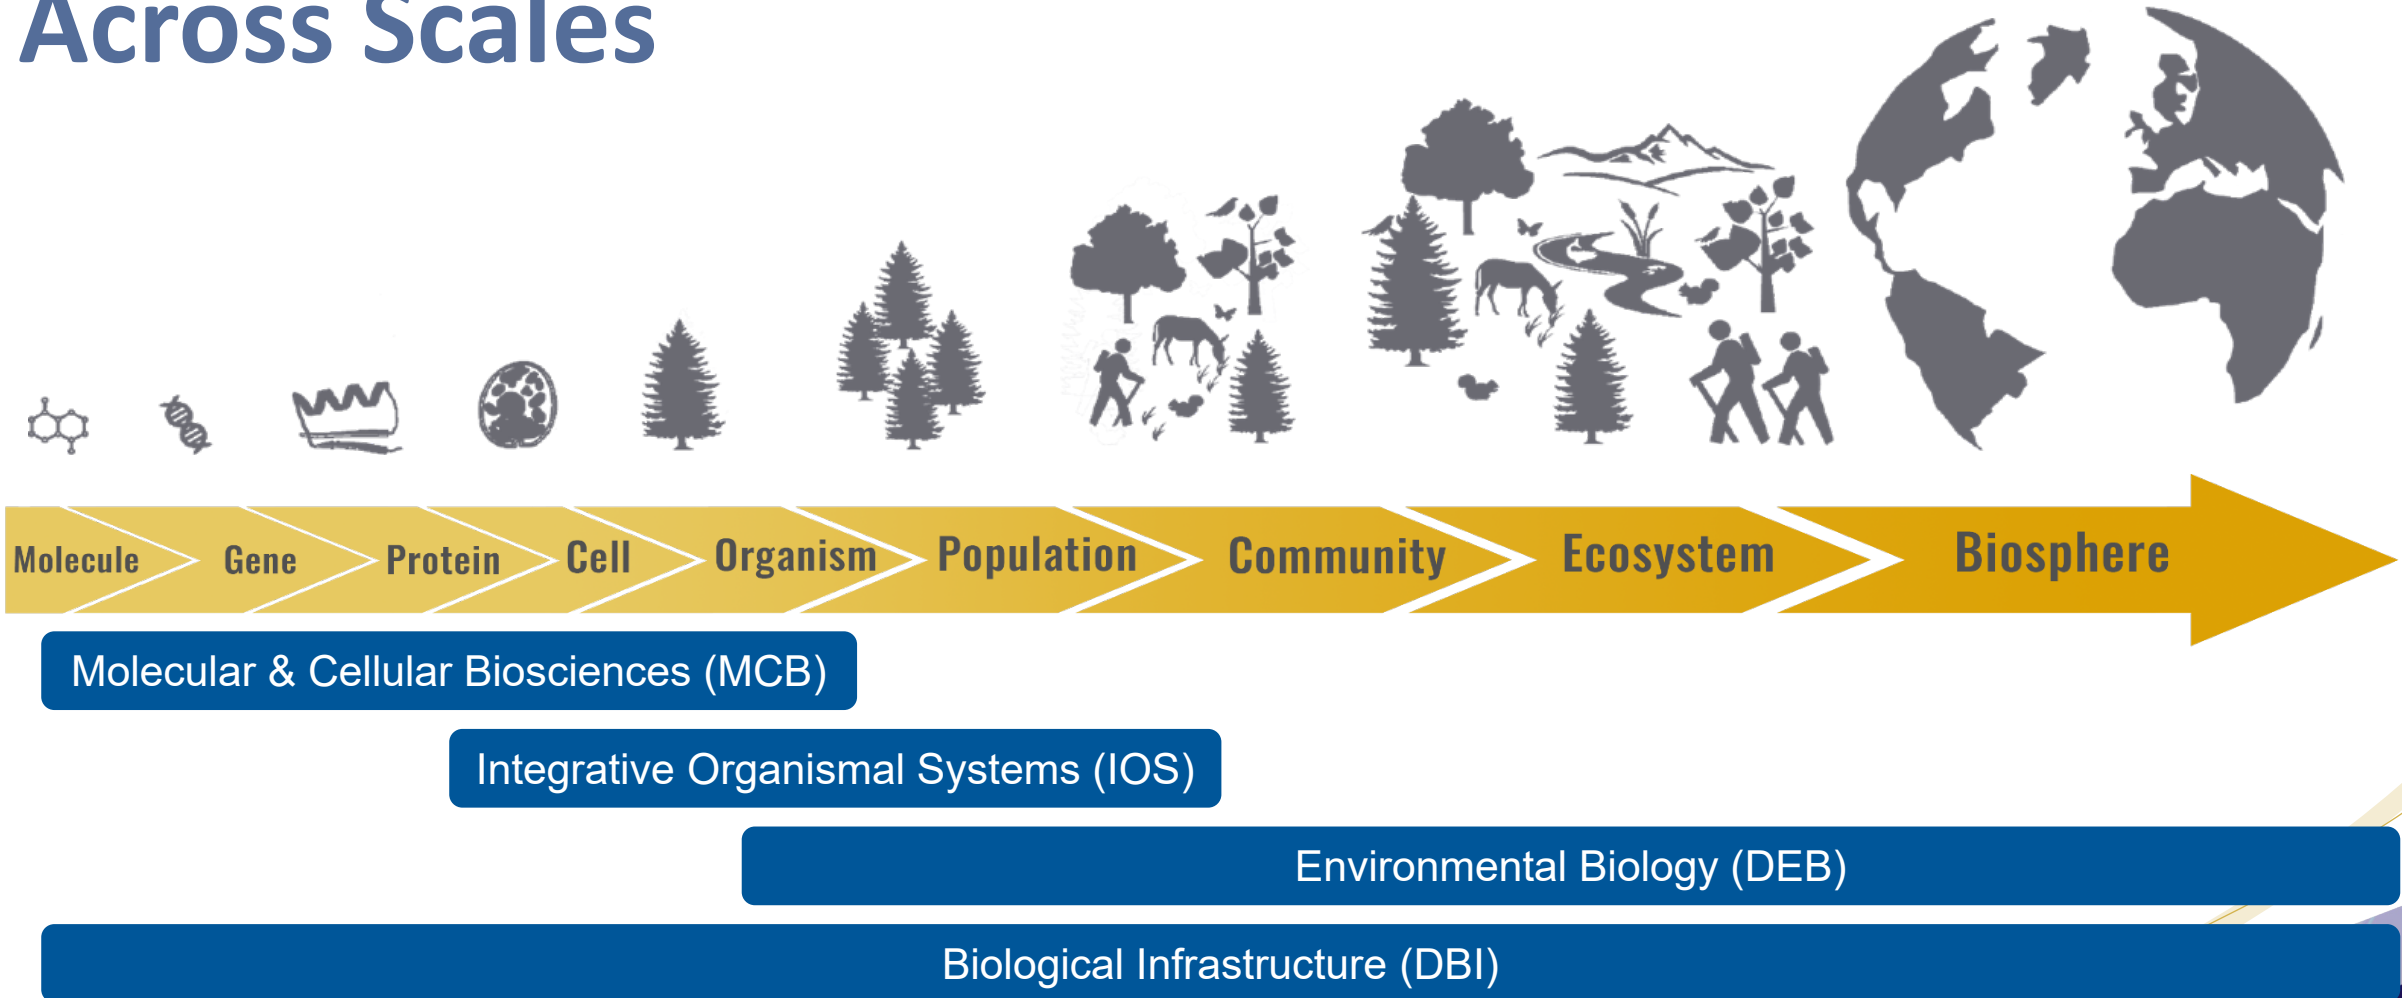 Across Scales
Molecule Gene Protein Cell Organism Population Community Ecosystem Biosphere
Molecular & Cellular Biosciences (MCB)
Integrative Organismal Systems (IOS)
Environmental Biology (DEB)
Biological Infrastructure (DBI)